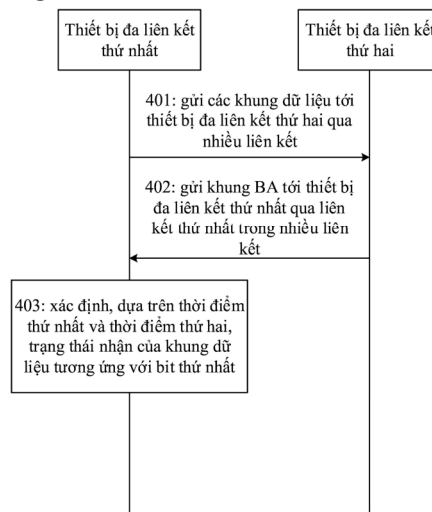 Thiết bị đa liên kết
thứ nhất
Thiết bị đa liên kết
thứ hai
401: gửi các khung dữ liệu tới
thiết bị đa liên kết thứ hai qua
nhiều liên kết
402: gửi khung BA tới thiết bị
đa liên kết thứ nhất qua liên
kết thứ nhất trong nhiều liên
kết
403: xác định, dựa trên thời điểm
thứ nhất và thời điểm thứ hai,
trạng thái nhận của khung dữ
liệu tương ứng với bit thứ nhất